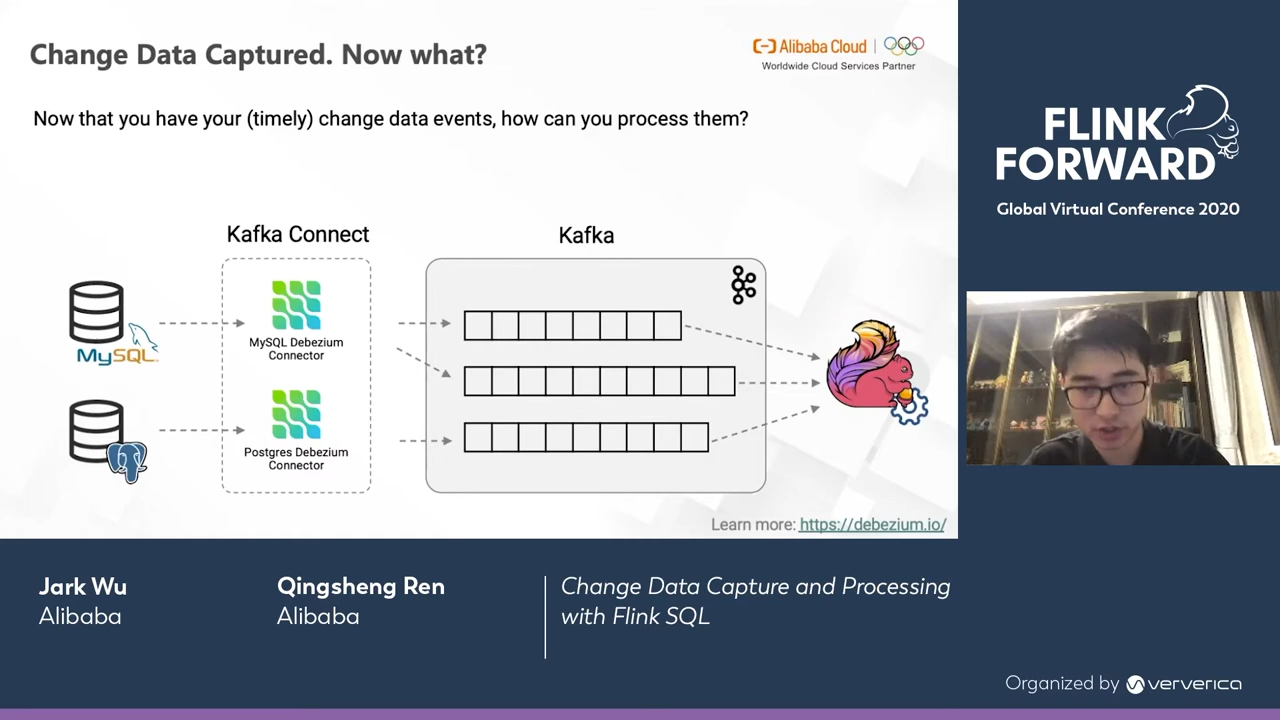 Change Data Captured. Now what?
Alibaba Cloud
Worldwide Cloud Services Partner
Now that you have your (timely) change data events, how can you process them?
Kafka Connect
Kafka
MySQL
MySQL Debezium
Connector
Postgres Debezium
Connector
Learn more: https://debezium.io/
FLINK
FORWARD
Global Virtual Conference 2020
Jark Wu
Alibaba
Qingsheng Ren
Alibaba
Change Data Capture and Processing
with Flink SQL
Organized by ververica